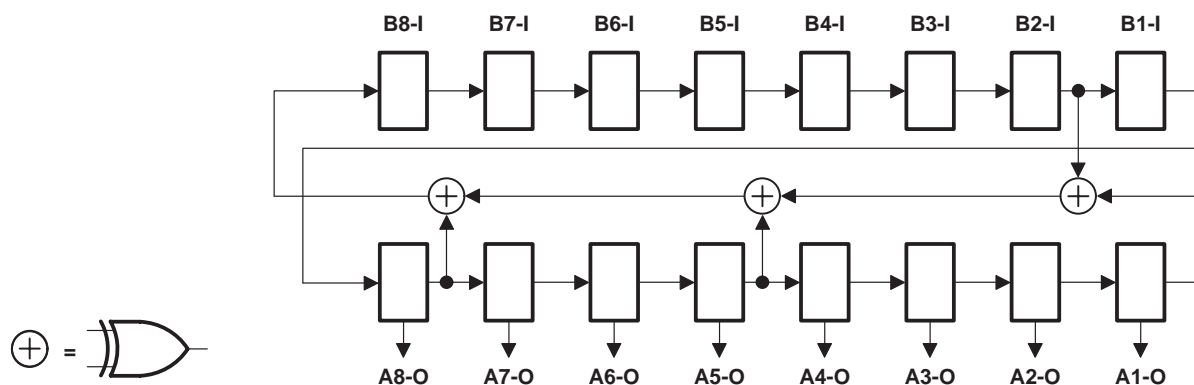 B8-I B7-I B6-I B5-I B4-I B3-I B2-I B1-I
=
A8-O A7-O A6-O A5-O A4-O A3-O A2-O A1-O